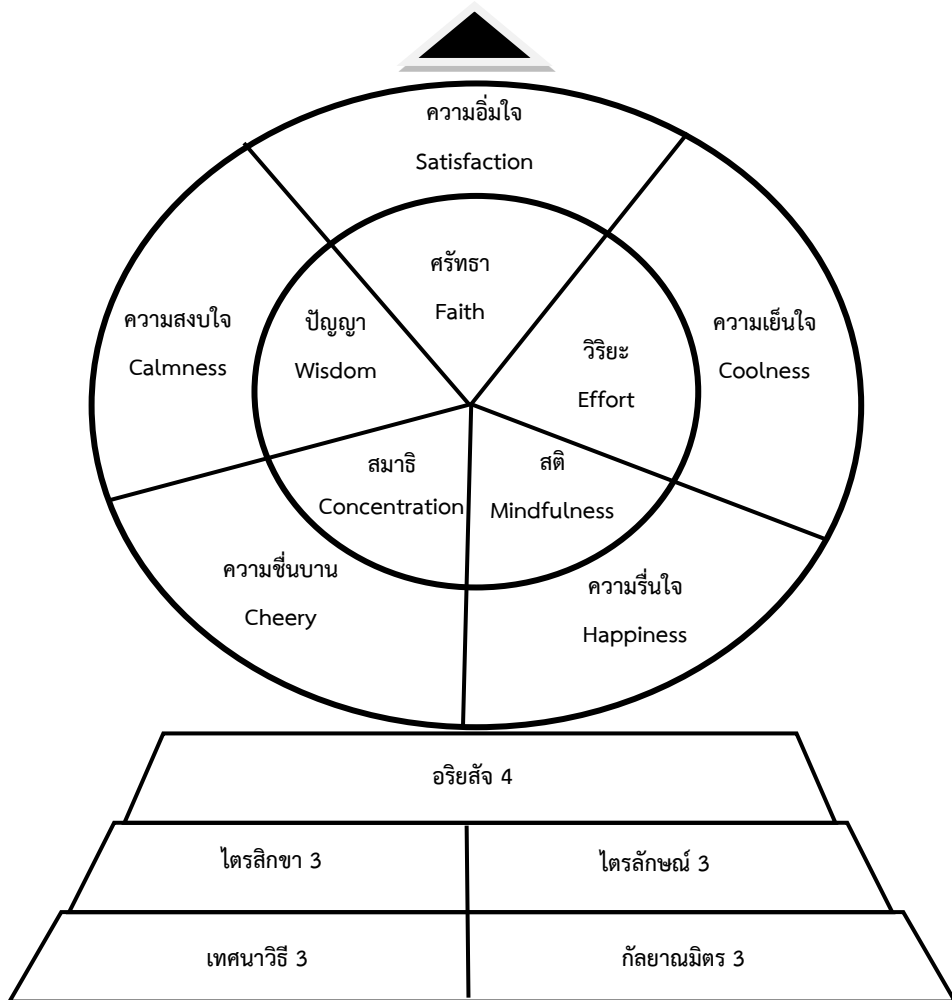 ความอิ่มใจ
Satisfaction
ศรัทธา
Faith
ความสงบใจ
Calmness
ปัญญา
Wisdom
วิริยะ
Effort
ความเย็นใจ
Coolness
สมาธิ
Concentration
สติ
Mindfulness
ความชื่นบาน
Cheery
ความรื่นใจ
Happiness
อริยสัจ 4
ไตรสิกขา 3
ไตรลักษณ์ 3
เทศนาวิธี 3
กัลยาณมิตร 3